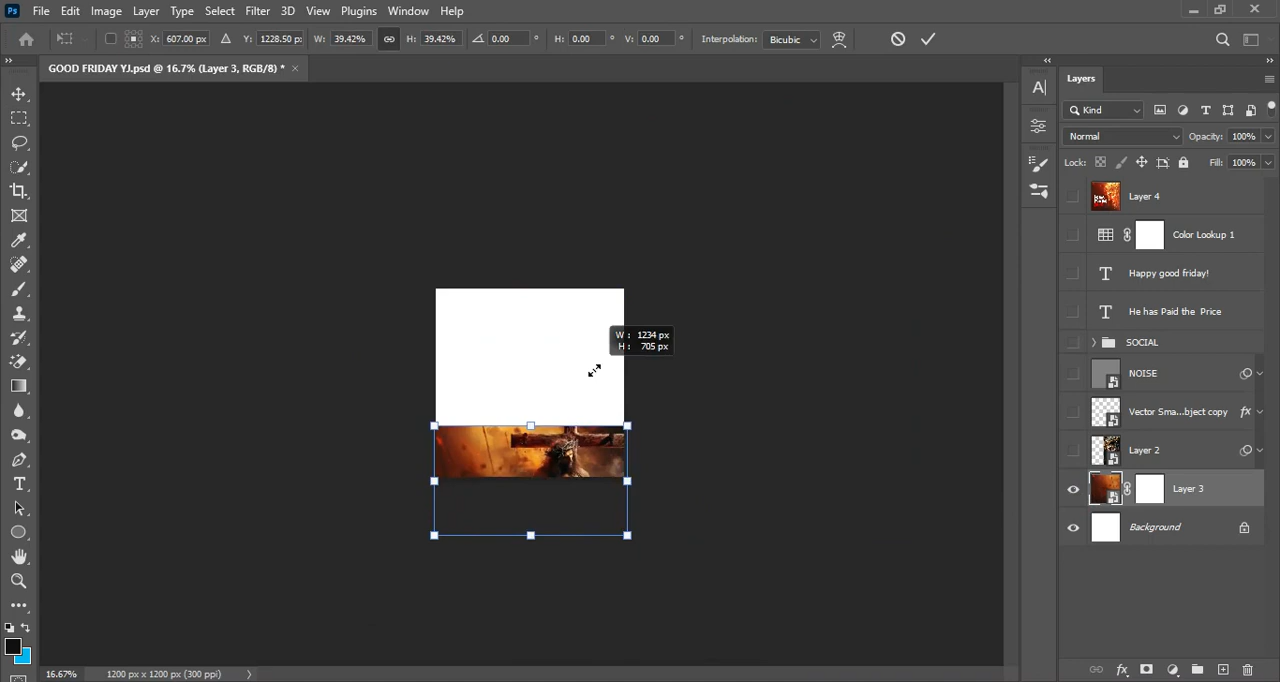 Ps File Edit Image Layer Type Select Filter 3D View Plugins Window Help
X: 607.00 px Y: 1228.50 p W: 39.42% H: 39.42% 0.00 ° H: 0.00 ° V: 0.00 ° Interpolation: Bicubic
GOOD FRIDAY YJ.psd @ 16.7% (Layer 3, RGB/8) * ×
Layers
Kind
Normal Opacity: 100%
Lock: Fill: 100%
Layer 4
Color Lookup 1
Happy good friday!
He has Paid the Price
SOCIAL
NOISE
Vector Sma...bject copy fx
Layer 2
Layer 3
Background
W : 1234 px
H : 705 px
16.67% 1200 px x 1200 px (300 ppi)